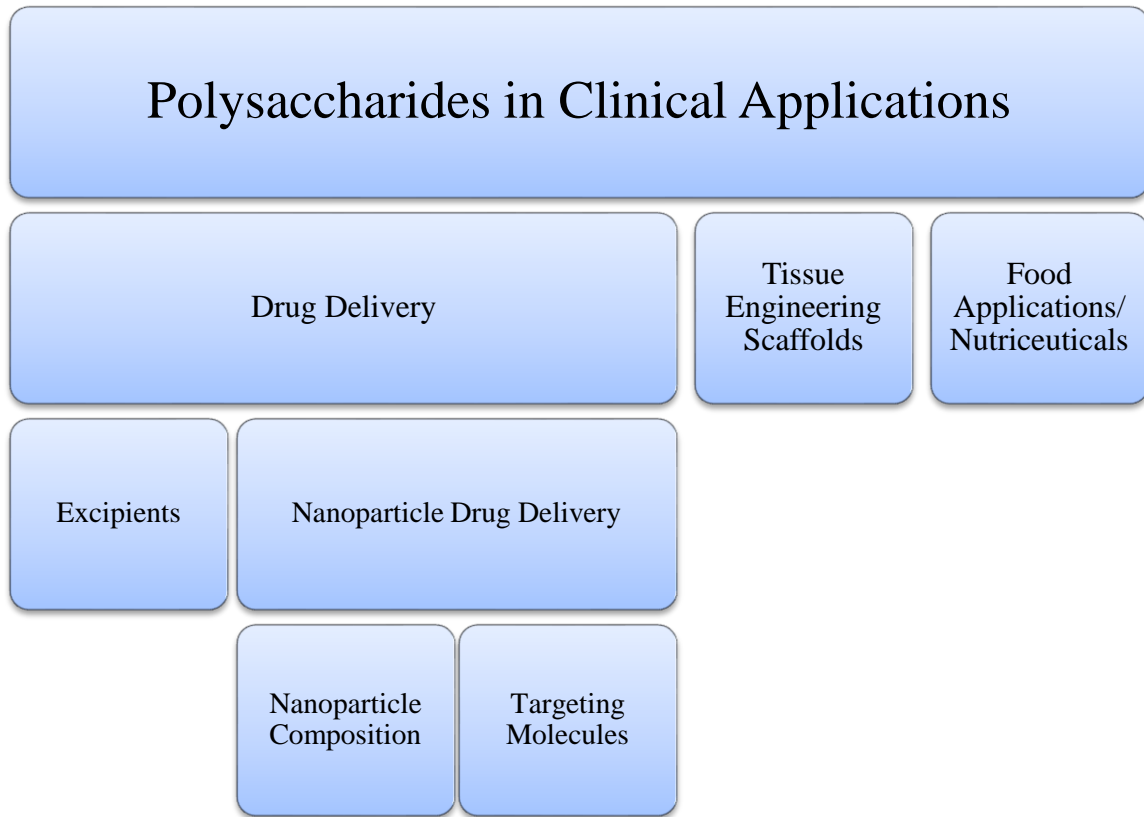 Polysaccharides in Clinical Applications
Drug Delivery
Tissue
Engineering
Scaffolds
Food
Applications/
Nutriceuticals
Excipients
Nanoparticle Drug Delivery
Nanoparticle
Composition
Targeting
Molecules